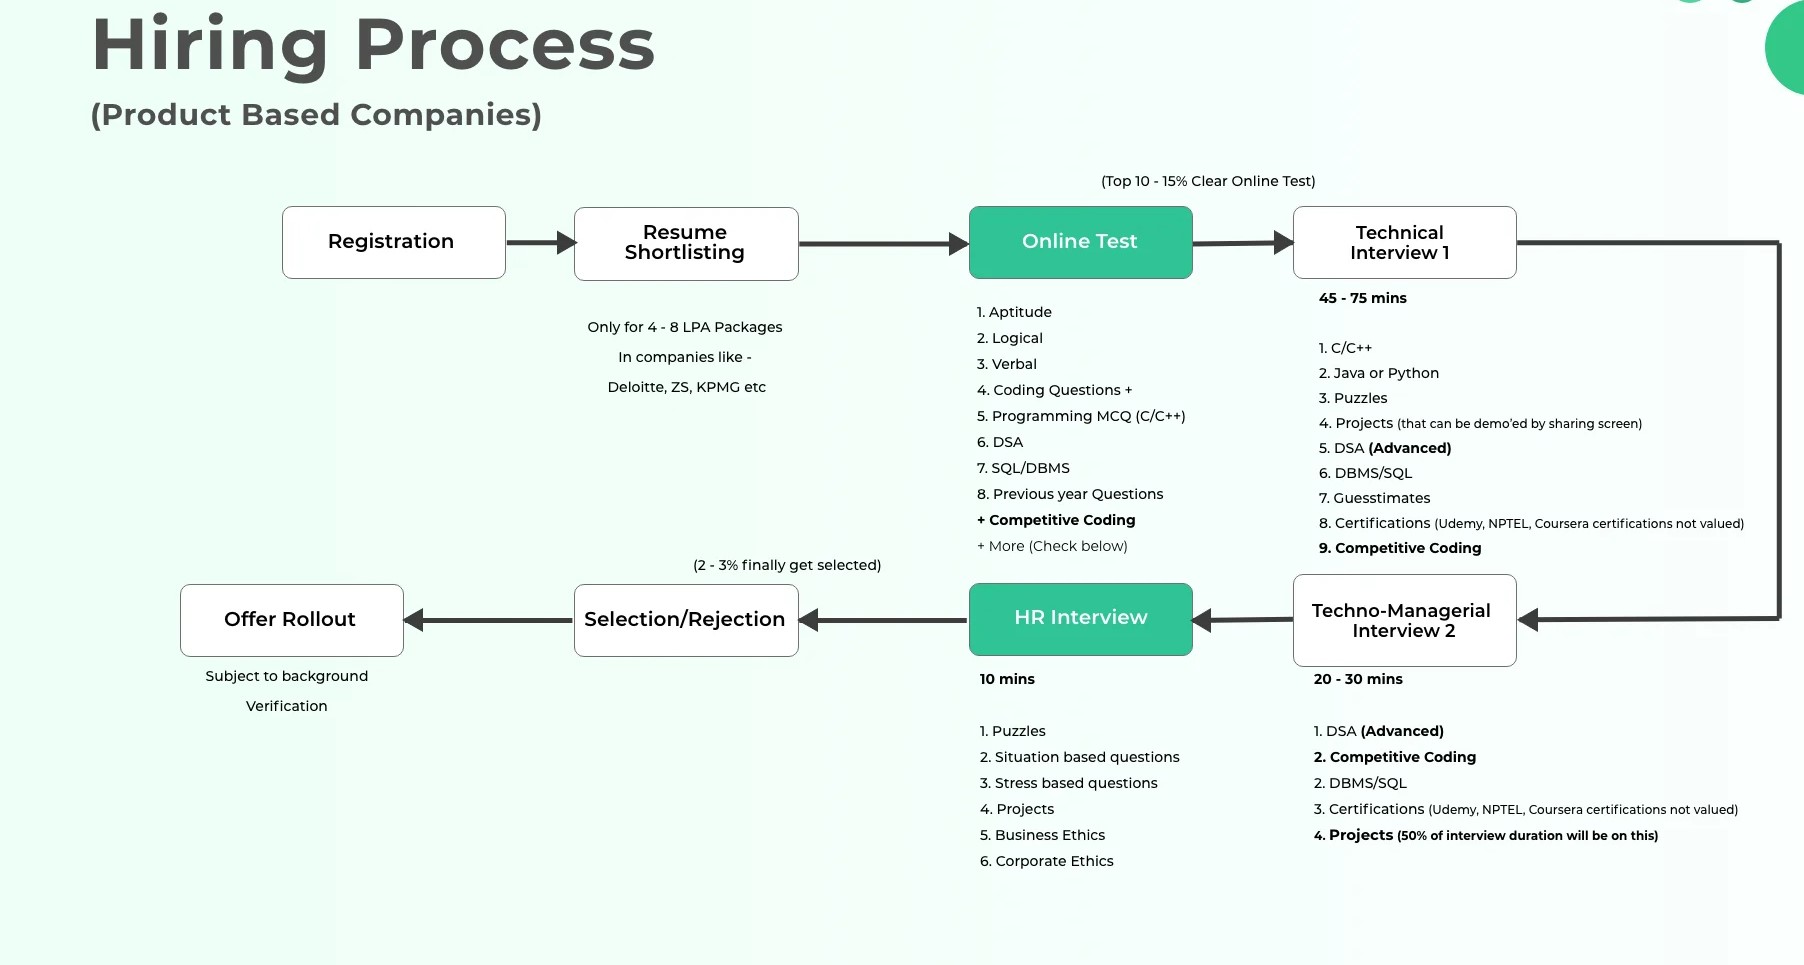 Hiring Process
(Product Based Companies)
Registration
Resume
Shortlisting
Only for 4 - 8 LPA Packages
In companies like -
Deloitte, ZS, KPMG etc
Online Test
1. Aptitude
2. Logical
3. Verbal
4. Coding Questions +
5. Programming MCQ (C/C++)
6. DSA
7. SQL/DBMS
8. Previous year Questions
+ Competitive Coding
+ More (Check below)
(Top 10 - 15% Clear Online Test)
Technical
Interview 1
45 - 75 mins
1. C/C++
2. Java or Python
3. Puzzles
4. Projects (that can be demo'ed by sharing screen)
5. DSA (Advanced)
6. DBMS/SQL
7. Guesstimates
8. Certifications (Udemy, NPTEL, Coursera certifications not valued)
9. Competitive Coding
Techno-Managerial
Interview 2
20 - 30 mins
1. DSA (Advanced)
2. Competitive Coding
2. DBMS/SQL
3. Certifications (Udemy, NPTEL, Coursera certifications not valued)
4. Projects (50% of interview duration will be on this)
HR Interview
10 mins
1. Puzzles
2. Situation based questions
3. Stress based questions
4. Projects
5. Business Ethics
6. Corporate Ethics
(2 - 3% finally get selected)
Selection/Rejection
Offer Rollout
Subject to background
Verification